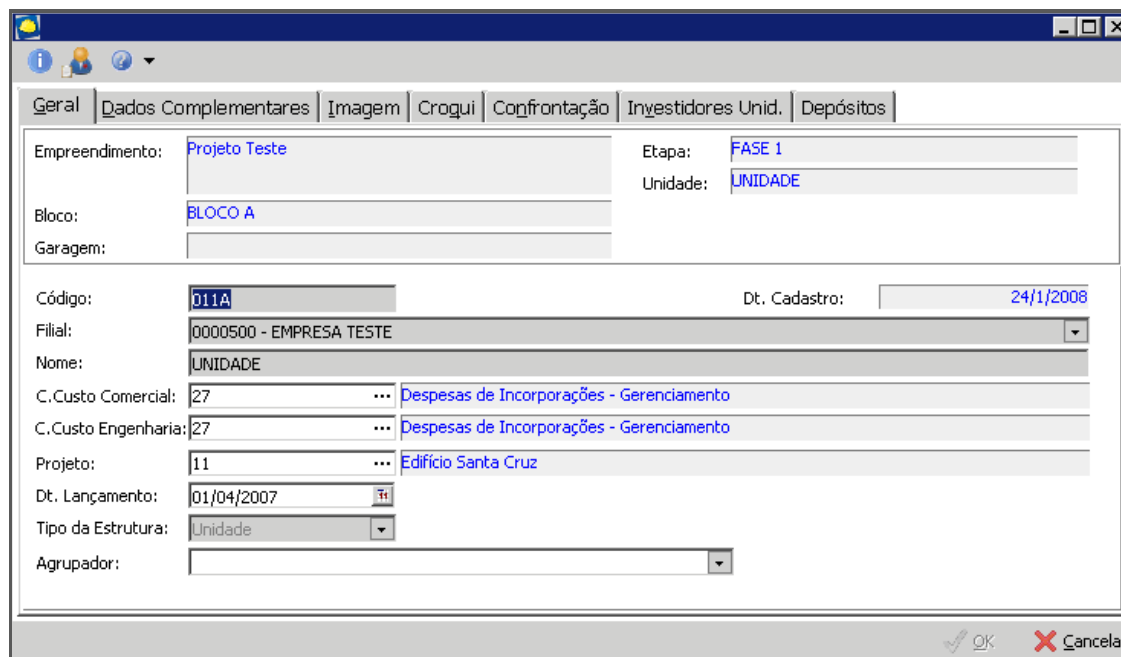 Geral Dados Complementares Imagem Croqui Confrontação Investidores Unid. Depósitos
Empreendimento: Projeto Teste Etapa: FASE 1
Unidade: UNIDADE
Bloco: BLOCO A
Garagem:
Código: 011A Dt. Cadastro: 24/1/2008
Filial: 0000500 - EMPRESA TESTE
Nome: UNIDADE
C.Custo Comercial: 27 ... Despesas de Incorporações - Gerenciamento
C.Custo Engenharia: 27 ... Despesas de Incorporações - Gerenciamento
Projeto: 11 ... Edifício Santa Cruz
Dt. Lançamento: 01/04/2007
Tipo da Estrutura: Unidade
Agrupador:
OK Cancela